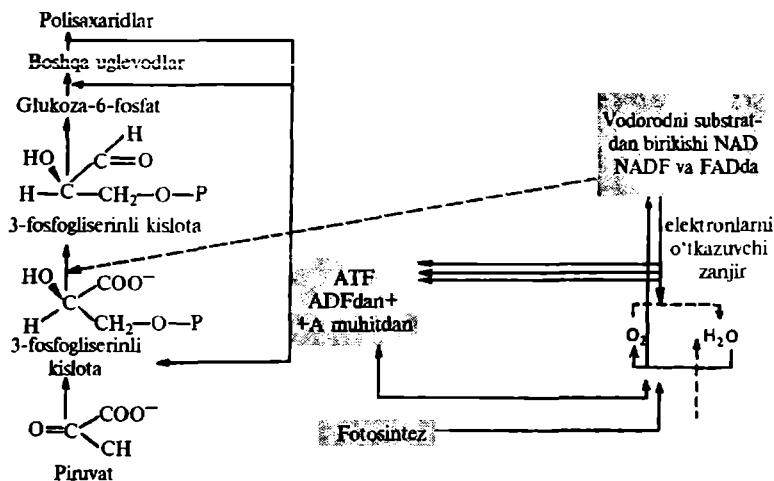 Polisaxaridlar
Boshqa uglevodlar
Glukoza-6-fosfat
H
HO
C=O
C
H
CH₂—O—P
3-fosfogliserinli kislota
HO
COO⁻
C
H
CH₂—O—P
3-fosfogliserinli
kislota
COO⁻
O=C
CH
Piruvat
ATF
ADFdan+
+A muhitdan
Fotosintez
Vodorodni substrat-
dan birikishi NAD
NADF va FADda
elektronlarni
o‘tkazuvchi
zanjir
O₂
H₂O